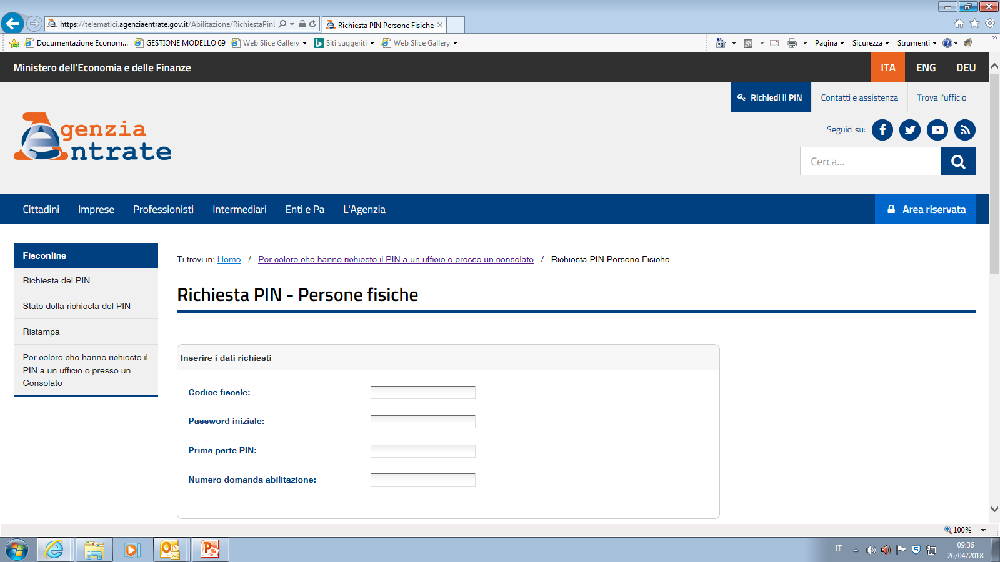 https://telematici.agenziaentrate.gov.it/Abilitazione/RichiestaPinl
Richiesta PIN Persone Fisiche
Documentazione Econom...
GESTIONE MODELLO 69
Web Slice Gallery
Siti suggeriti
Web Slice Gallery
Pagina
Sicurezza
Strumenti
Ministero dell'Economia e delle Finanze
ITA ENG DEU
Richiedi il PIN
Contatti e assistenza
Trova l'ufficio
Agenzia
Entrate
Seguici su:
Cerca...
Cittadini Imprese Professionisti Intermediari Enti e Pa L'Agenzia
Area riservata
Fisconline
Richiesta del PIN
Stato della richiesta del PIN
Ristampa
Per coloro che hanno richiesto il
PIN a un ufficio o presso un
Consolato
Ti trovi in: Home / Per coloro che hanno richiesto il PIN a un ufficio o presso un consolato / Richiesta PIN Persone Fisiche
Richiesta PIN - Persone fisiche
Inserire i dati richiesti
Codice fiscale:
Password iniziale:
Prima parte PIN:
Numero domanda abilitazione:
100%
IT
09:36
26/04/2018